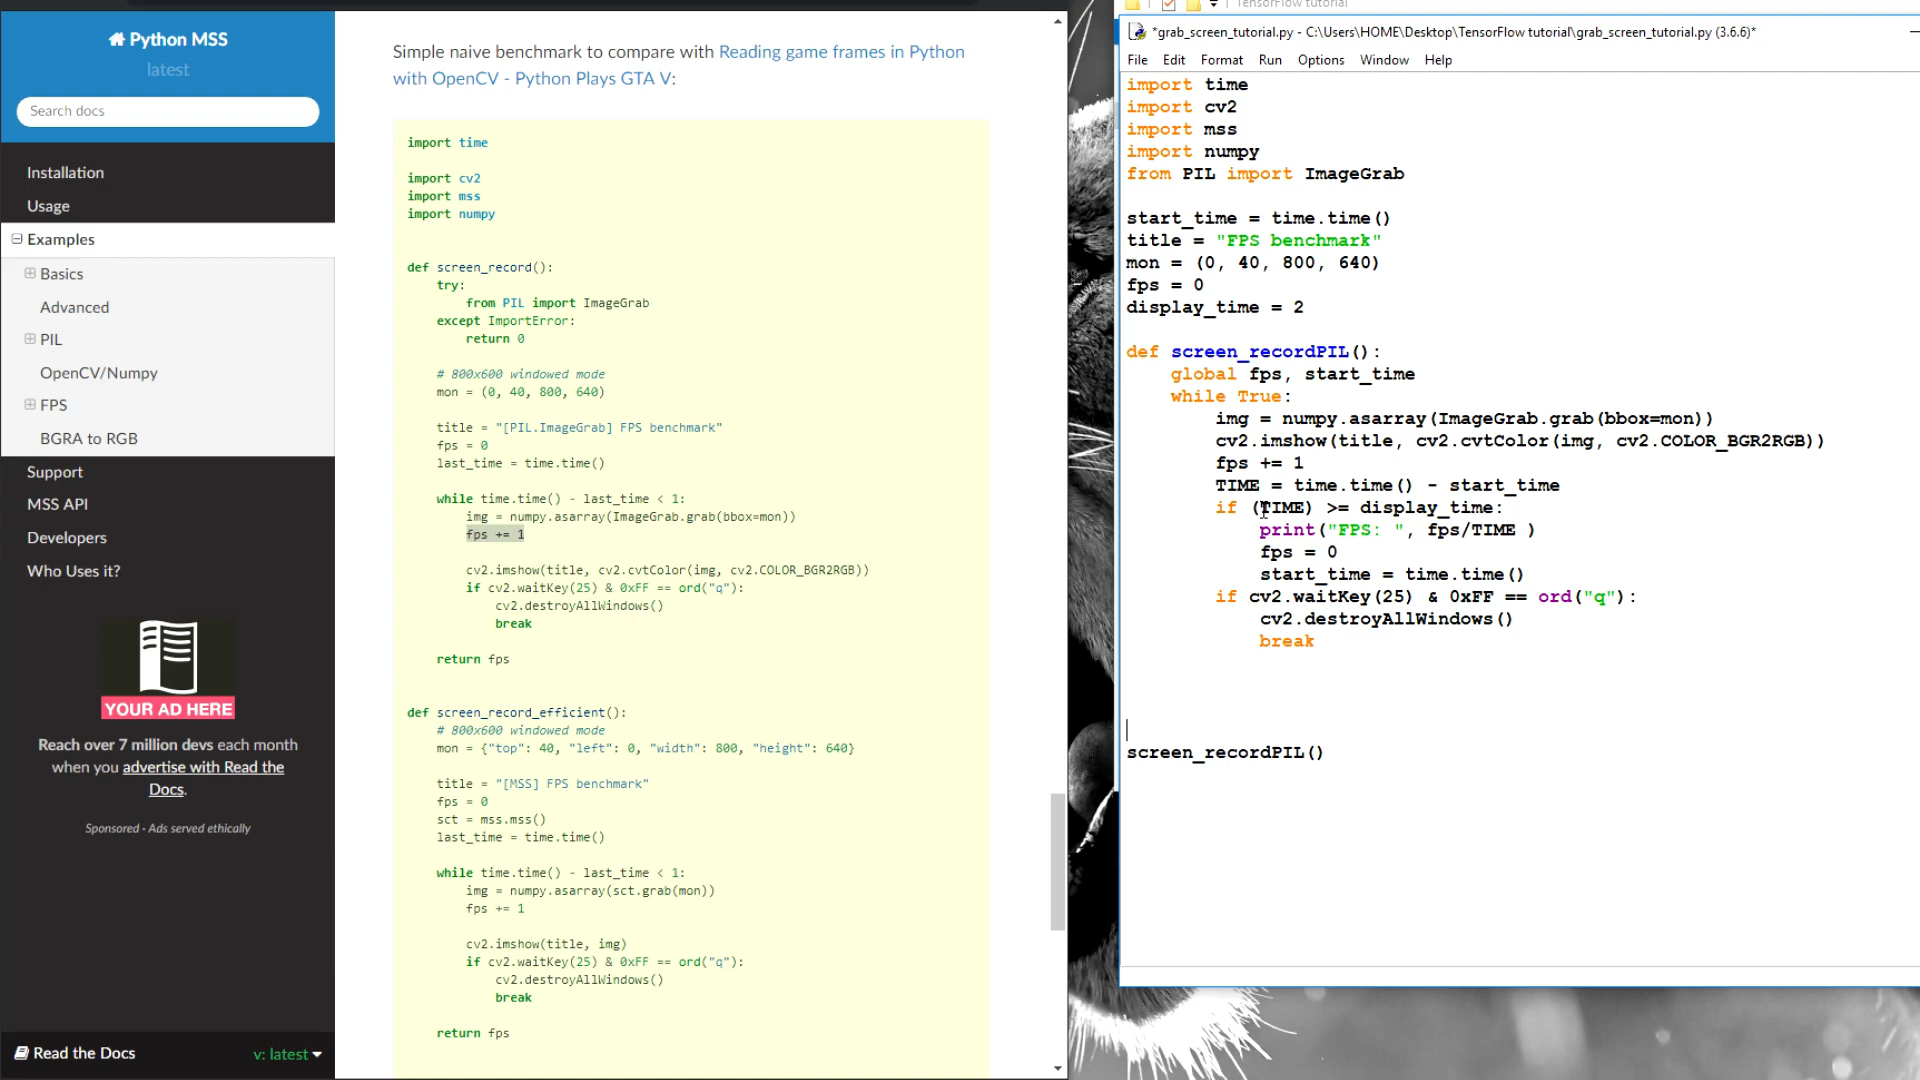 Python MSS
latest
Search docs
Installation
Usage
Examples
Basics
Advanced
PIL
OpenCV/Numpy
FPS
BGRA to RGB
Support
MSS API
Developers
Who Uses it?
YOUR AD HERE
Reach over 7 million devs each month
when you advertise with Read the
Docs.
Sponsored · Ads served ethically
Read the Docs
v: latest
Simple naive benchmark to compare with Reading game frames in Python
with OpenCV - Python Plays GTA V:
import time
import cv2
import mss
import numpy
def screen_record():
try:
from PIL import ImageGrab
except ImportError:
return 0
# 800x600 windowed mode
mon = (0, 40, 800, 640)
title = "[PIL.ImageGrab] FPS benchmark"
fps = 0
last_time = time.time()
while time.time() - last_time < 1:
img = numpy.asarray(ImageGrab.grab(bbox=mon))
fps += 1
cv2.imshow(title, cv2.cvtColor(img, cv2.COLOR_BGR2RGB))
if cv2.waitKey(25) & 0xFF == ord("q"):
cv2.destroyAllWindows()
break
return fps
def screen_record_efficient():
# 800x600 windowed mode
mon = {"top": 40, "left": 0, "width": 800, "height": 640}
title = "[MSS] FPS benchmark"
fps = 0
sct = mss.mss()
last_time = time.time()
while time.time() - last_time < 1:
img = numpy.asarray(sct.grab(mon))
fps += 1
cv2.imshow(title, img)
if cv2.waitKey(25) & 0xFF == ord("q"):
cv2.destroyAllWindows()
break
return fps
TensorFlow tutorial
*grab_screen_tutorial.py - C:\Users\HOME\Desktop\TensorFlow tutorial\grab_screen_tutorial.py (3.6.6)*
File Edit Format Run Options Window Help
import time
import cv2
import mss
import numpy
from PIL import ImageGrab
start_time = time.time()
title = "FPS benchmark"
mon = (0, 40, 800, 640)
fps = 0
display_time = 2
def screen_recordPIL():
global fps, start_time
while True:
img = numpy.asarray(ImageGrab.grab(bbox=mon))
cv2.imshow(title, cv2.cvtColor(img, cv2.COLOR_BGR2RGB))
fps += 1
TIME = time.time() - start_time
if (TIME) >= display_time:
print("FPS: ", fps/TIME )
fps = 0
start_time = time.time()
if cv2.waitKey(25) & 0xFF == ord("q"):
cv2.destroyAllWindows()
break
screen_recordPIL()